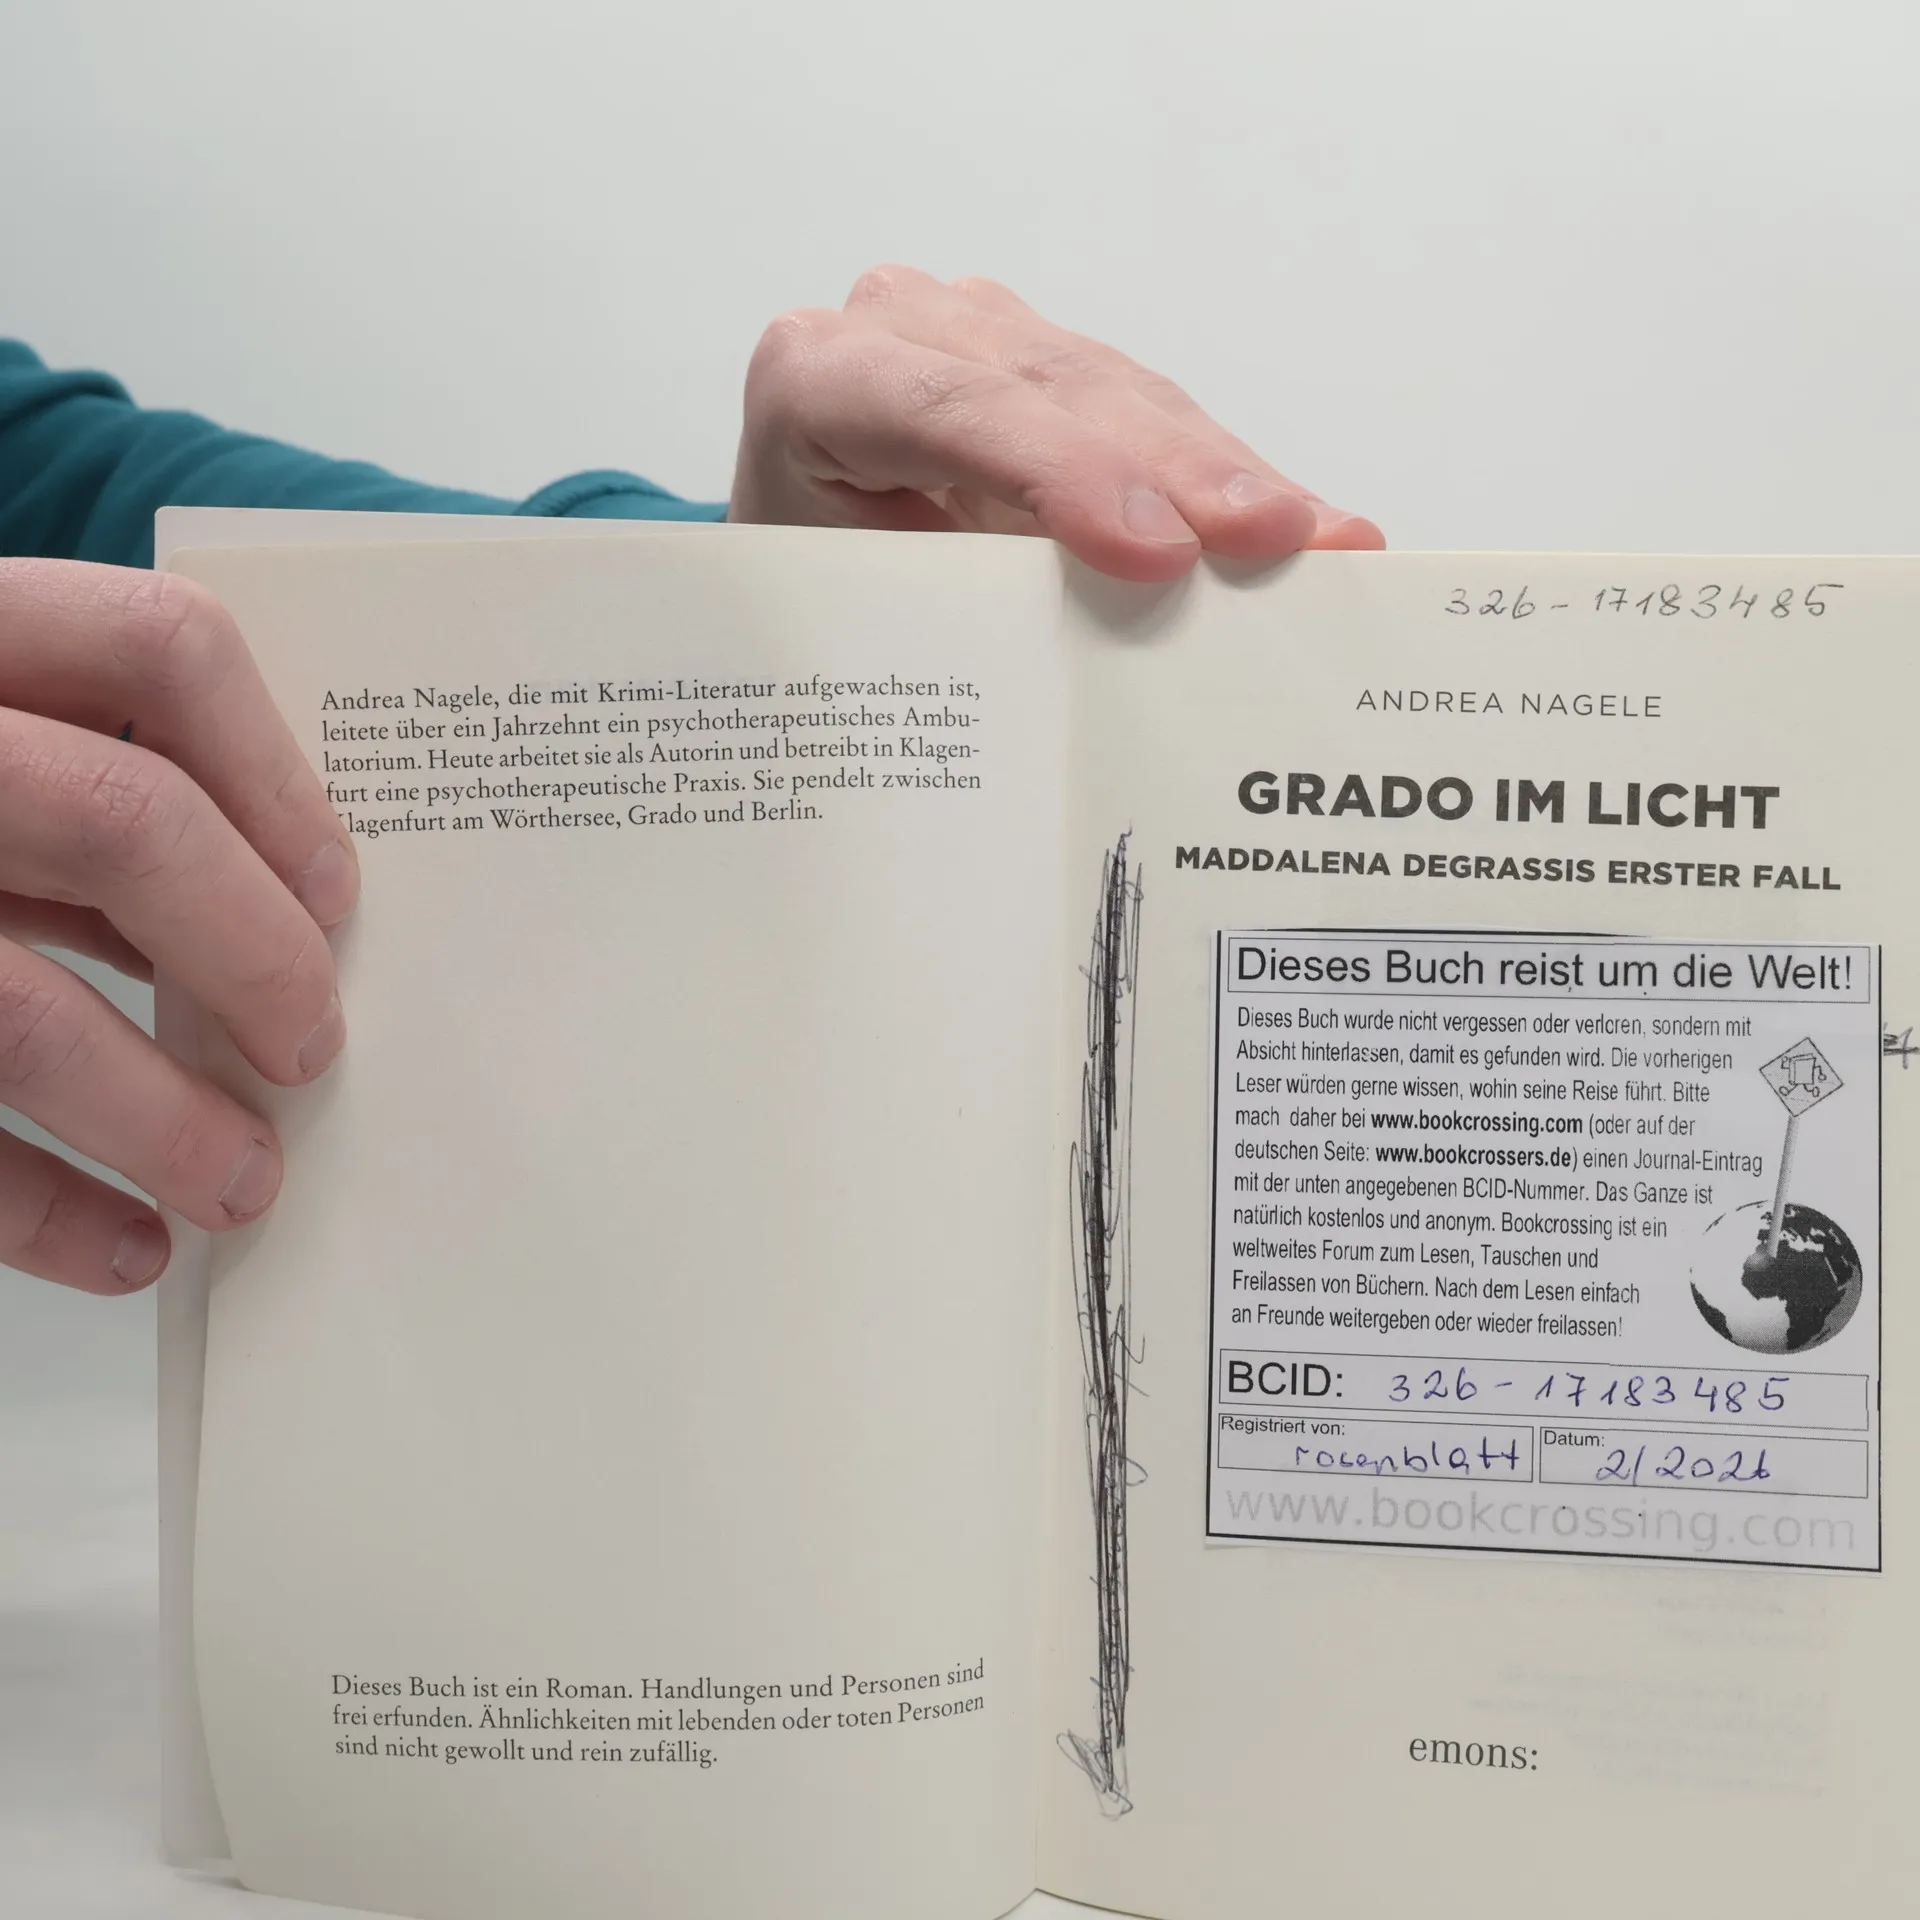 Andrea Nagele, die mit Krimi-Literatur aufgewachsen ist,
leitete über ein Jahrzehnt ein psychotherapeutisches Ambu-
latorium. Heute arbeitet sie als Autorin und betreibt in Klagen-
furt eine psychotherapeutische Praxis. Sie pendelt zwischen
Klagenfurt am Wörthersee, Grado und Berlin.
Dieses Buch ist ein Roman. Handlungen und Personen sind
frei erfunden. Ähnlichkeiten mit lebenden oder toten Personen
sind nicht gewollt und rein zufällig.
326-17183485
ANDREA NAGELE
GRADO IM LICHT
MADDALENA DEGRASSIS ERSTER FALL
Dieses Buch reist um die Welt!
Dieses Buch wurde nicht vergessen oder verloren, sondern mit
Absicht hinterlassen, damit es gefunden wird. Die vorherigen
Leser würden gerne wissen, wohin seine Reise führt. Bitte
mach daher bei www.bookcrossing.com (oder auf der
deutschen Seite: www.bookcrossers.de) einen Journal-Eintrag
mit der unten angegebenen BCID-Nummer. Das Ganze ist
natürlich kostenlos und anonym. Bookcrossing ist ein
weltweites Forum zum Lesen, Tauschen und
Freilassen von Büchern. Nach dem Lesen einfach
an Freunde weitergeben oder wieder freilassen!
BCID: 326-17183485
Registriert von: rosenblatt Datum: 2/2026
www.bookcrossing.com
emons: